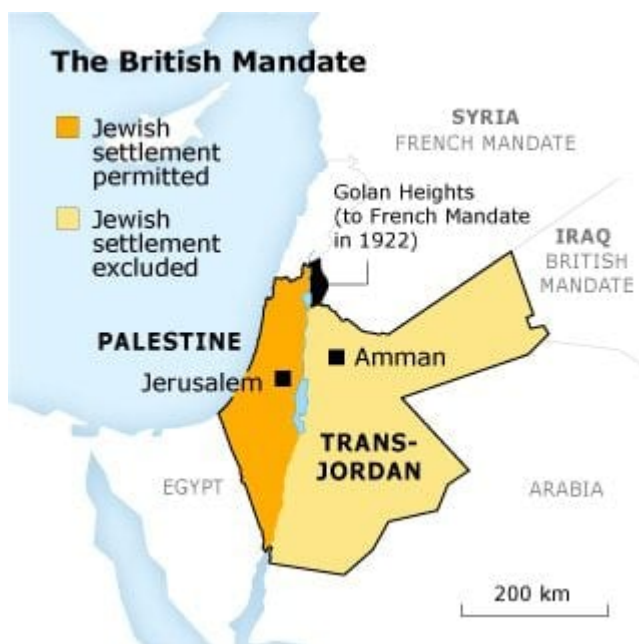 The British Mandate
Jewish
settlement
permitted
Jewish
settlement
excluded
SYRIA
FRENCH MANDATE
Golan Heights
(to French Mandate
in 1922)
IRAQ
BRITISH
MANDATE
PALESTINE
Jerusalem
Amman
TRANS-
JORDAN
EGYPT
ARABIA
200 km